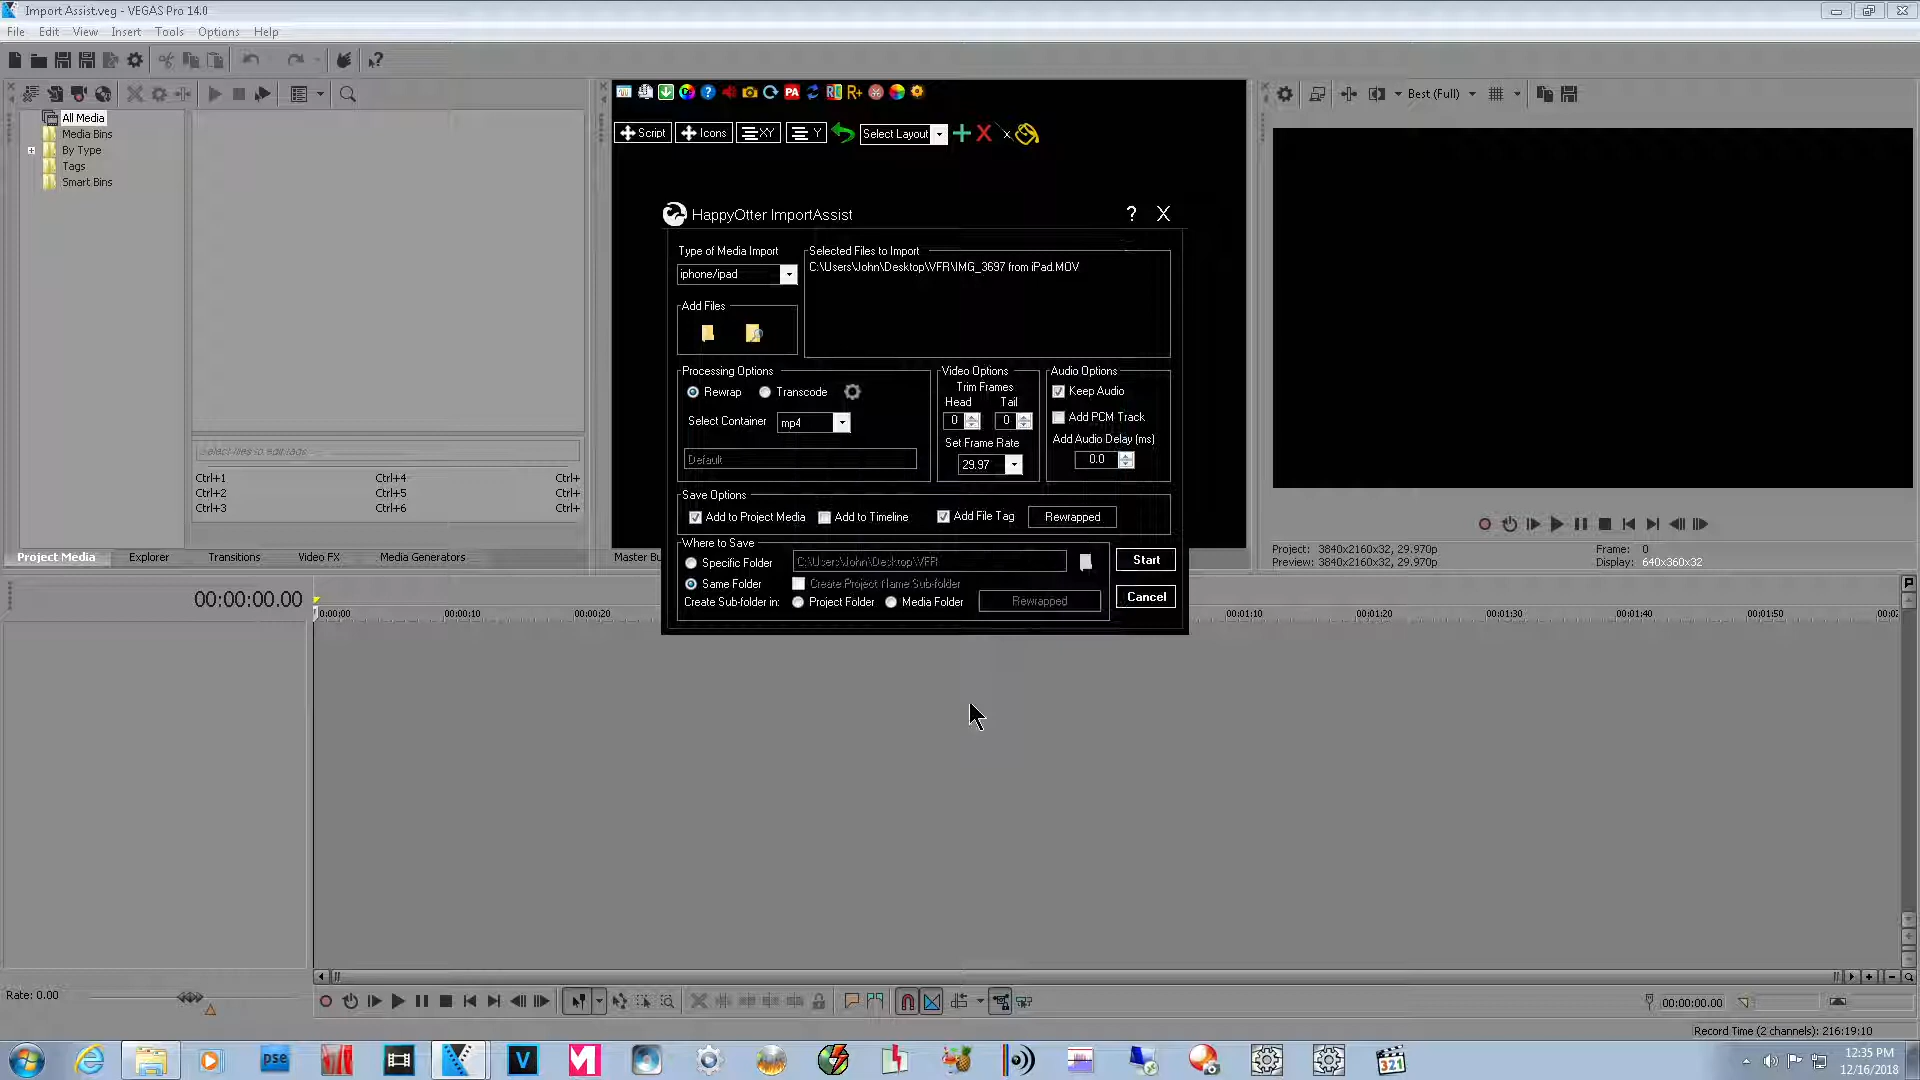 Import Assist.veg - VEGAS Pro 14.0
File Edit View Insert Tools Options Help
Best (Full)
All Media
Media Bins
By Type
Tags
Smart Bins
Script Icons XY Y Select Layout
HappyOtter ImportAssist ? X
Type of Media Import
iphone/ipad
Selected Files to Import
C:\Users\John\Desktop\VFR\IMG_3697 from iPad.MOV
Add Files
Processing Options
Rewrap Transcode
Select Container mp4
Default
Video Options
Trim Frames
Head Tail
0 0
Set Frame Rate
29.97
Audio Options
Keep Audio
Add PCM Track
Add Audio Delay (ms)
0.0
Save Options
Add to Project Media Add to Timeline Add File Tag Rewrapped
Where to Save
Specific Folder C:\Users\John\Desktop\VFR
Same Folder Create Project Name Sub-folder
Create Sub-folder in: Project Folder Media Folder Rewrapped
Start
Cancel
Select files to edit tags
Ctrl+1 Ctrl+4 Ctrl+
Ctrl+2 Ctrl+5 Ctrl+
Ctrl+3 Ctrl+6 Ctrl+
Project Media Explorer Transitions Video FX Media Generators Master Bu
Project: 3840x2160x32, 29.970p Frame: 0
Preview: 3840x2160x32, 29.970p Display: 640x360x32
00:00:00.00
0:00:00 00:00:10 00:00:20 00:01:10 00:01:20 00:01:30 00:01:40 00:01:50 00:0
Rate: 0.00
00:00:00.00
Record Time (2 channels): 216:19:10
pse
321
12:35 PM
12/16/2018